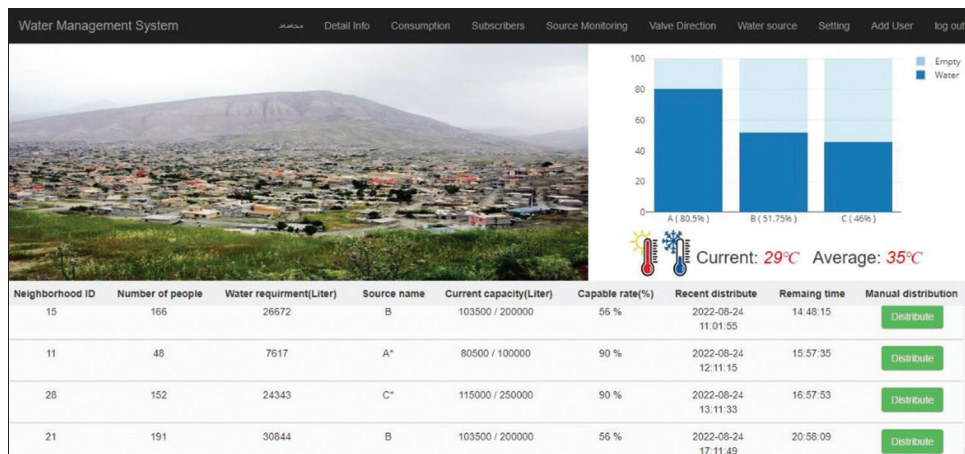 Water Management System Detail Info Consumption Subscribers Source Monitoring Valve Direction Water source Setting Add User log out
100
80
60
40
20
0
Empty
Water
A ( 80.5% ) B ( 51.75% ) C ( 46% )
Current: 29°C Average: 35°C
Neighborhood ID Number of people Water requirment(Liter) Source name Current capacity(Liter) Capable rate(%) Recent distribute Remaing time Manual distribution
15 166 26672 B 103500 / 200000 56 % 2022-08-24 14:48:15 Distribute
11:01:55
11 48 7617 A* 80500 / 100000 90 % 2022-08-24 15:57:35 Distribute
12:11:15
28 152 24343 C* 115000 / 250000 90 % 2022-08-24 16:57:53 Distribute
13:11:33
21 191 30844 B 103500 / 200000 56 % 2022-08-24 20:58:09 Distribute
17:11:49